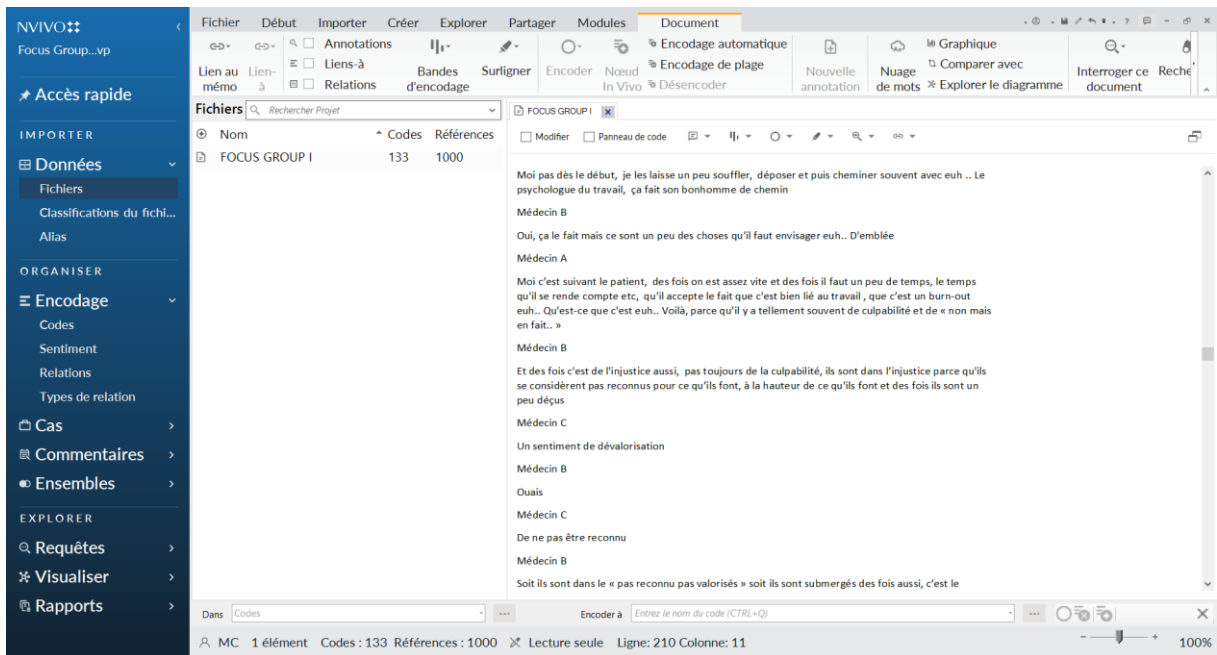 NVIVO
Focus Group...vp
Accès rapide
IMPORTER
Données
Fichiers
Classifications du fichi...
Alias
ORGANISER
Encodage
Codes
Sentiment
Relations
Types de relation
Cas
Commentaires
Ensembles
EXPLORER
Requêtes
Visualiser
Rapports
Fichier Début Importer Créer Explorer Partager Modules Document
Lien au mémo
Lien-à
Annotations
Liens-à
Relations
Bandes d'encodage
Surligner
Encoder
Nœud In Vivo
Encodage automatique
Encodage de plage
Désencoder
Nouvelle annotation
Nuage de mots
Graphique
Comparer avec
Explorer le diagramme
Interroger ce document
Reche
Fichiers Rechercher Projet
Nom Codes Références
FOCUS GROUP I 133 1000
FOCUS GROUP I
Modifier Panneau de code
Moi pas dès le début, je les laisse un peu souffler, déposer et puis cheminer souvent avec euh .. Le
psychologue du travail, ça fait son bonhomme de chemin
Médecin B
Oui, ça le fait mais ce sont un peu des choses qu'il faut envisager euh.. D'emblée
Médecin A
Moi c'est suivant le patient, des fois on est assez vite et des fois il faut un peu de temps, le temps
qu'il se rende compte etc, qu'il accepte le fait que c'est bien lié au travail , que c'est un burn-out
euh.. Qu'est-ce que c'est euh.. Voilà, parce qu'il y a tellement souvent de culpabilité et de « non mais
en fait.. »
Médecin B
Et des fois c'est de l'injustice aussi, pas toujours de la culpabilité, ils sont dans l'injustice parce qu'ils
se considèrent pas reconnus pour ce qu'ils font, à la hauteur de ce qu'ils font et des fois ils sont un
peu déçus
Médecin C
Un sentiment de dévalorisation
Médecin B
Ouais
Médecin C
De ne pas être reconnu
Médecin B
Soit ils sont dans le « pas reconnu pas valorisés » soit ils sont submergés des fois aussi, c'est le
Dans Codes
Encoder à Entrez le nom du code (CTRL+Q)
MC 1 élément Codes : 133 Références : 1000 Lecture seule Ligne: 210 Colonne: 11
100%